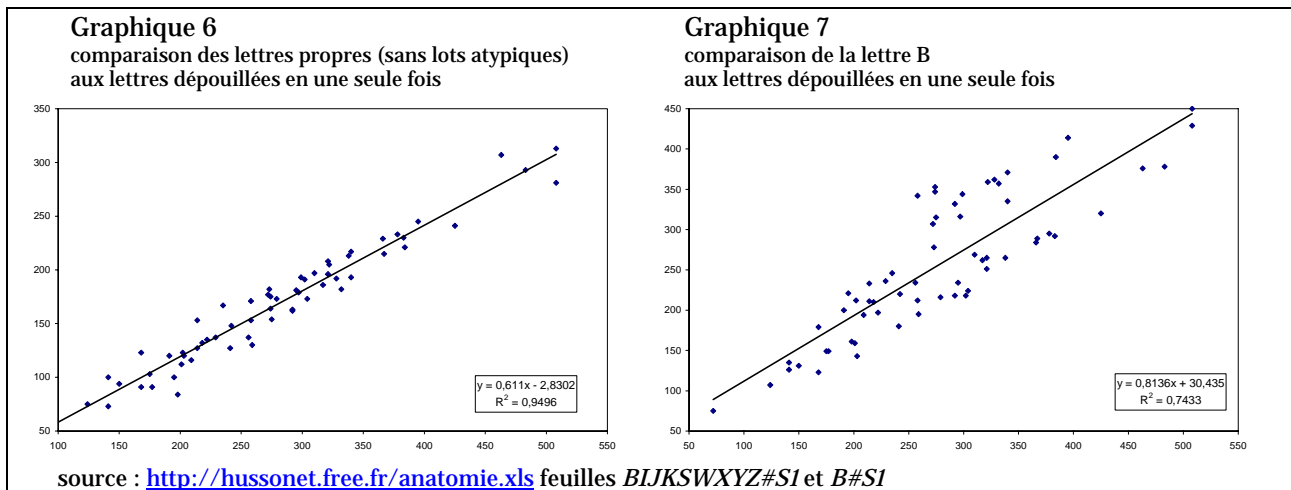 Graphique 6
comparaison des lettres propres (sans lots atypiques)
aux lettres dépouillées en une seule fois
350
300
250
200
150
100
50
100 150 200 250 300 350 400 450 500 550
y = 0,611x - 2,8302
R² = 0,9496
Graphique 7
comparaison de la lettre B
aux lettres dépouillées en une seule fois
450
400
350
300
250
200
150
100
50
50 100 150 200 250 300 350 400 450 500 550
y = 0,8136x + 30,435
R² = 0,7433
source : http://hussonet.free.fr/anatomie.xls feuilles BIJKSWXYZ#S1 et B#S1